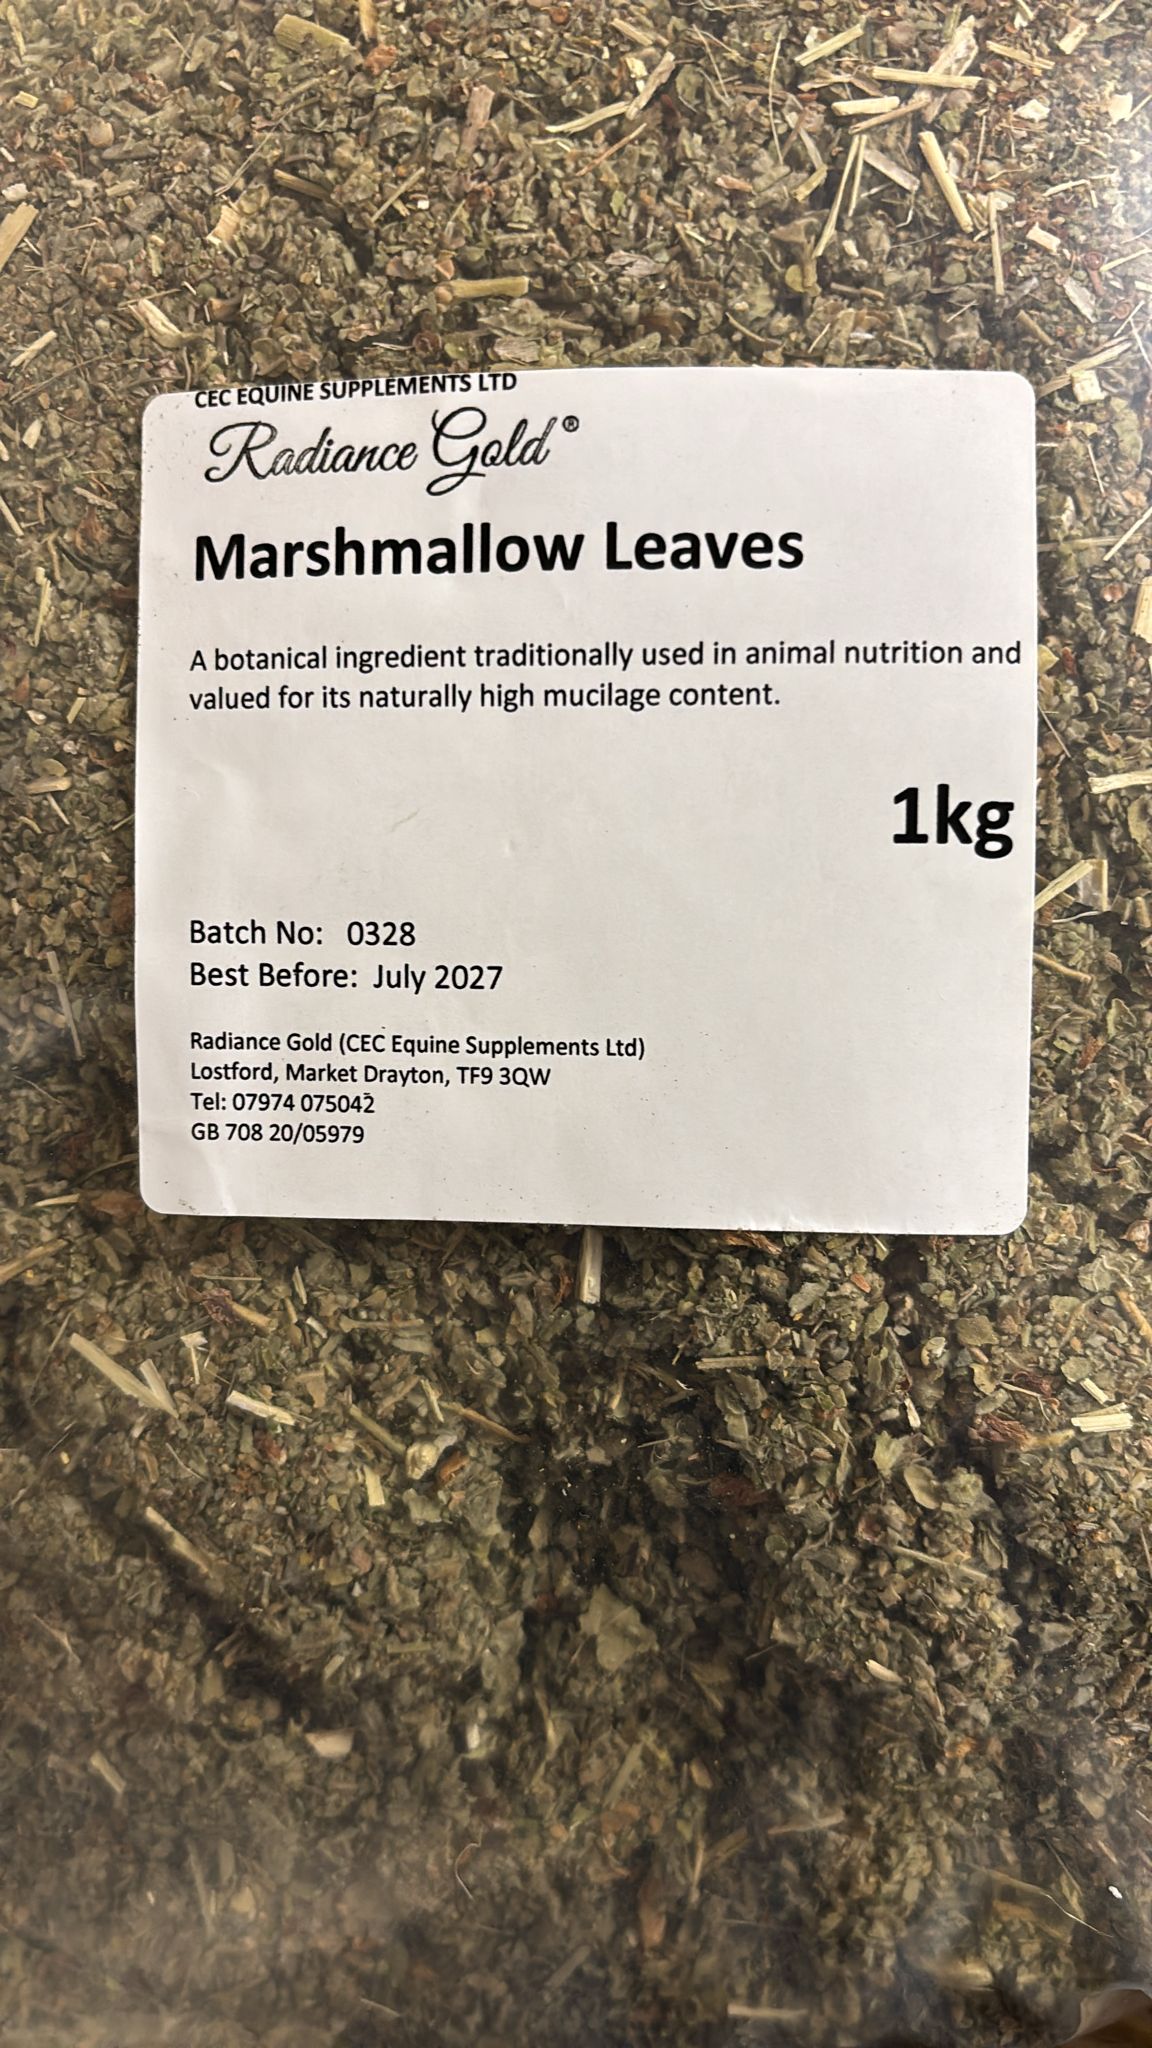 CEC EQUINE SUPPLEMENTS LTD
Radiance Gold®
Marshmallow Leaves
A botanical ingredient traditionally used in animal nutrition and
valued for its naturally high mucilage content.
1kg
Batch No: 0328
Best Before: July 2027
Radiance Gold (CEC Equine Supplements Ltd)
Lostford, Market Drayton, TF9 3QW
Tel: 07974 075042
GB 708 20/05979